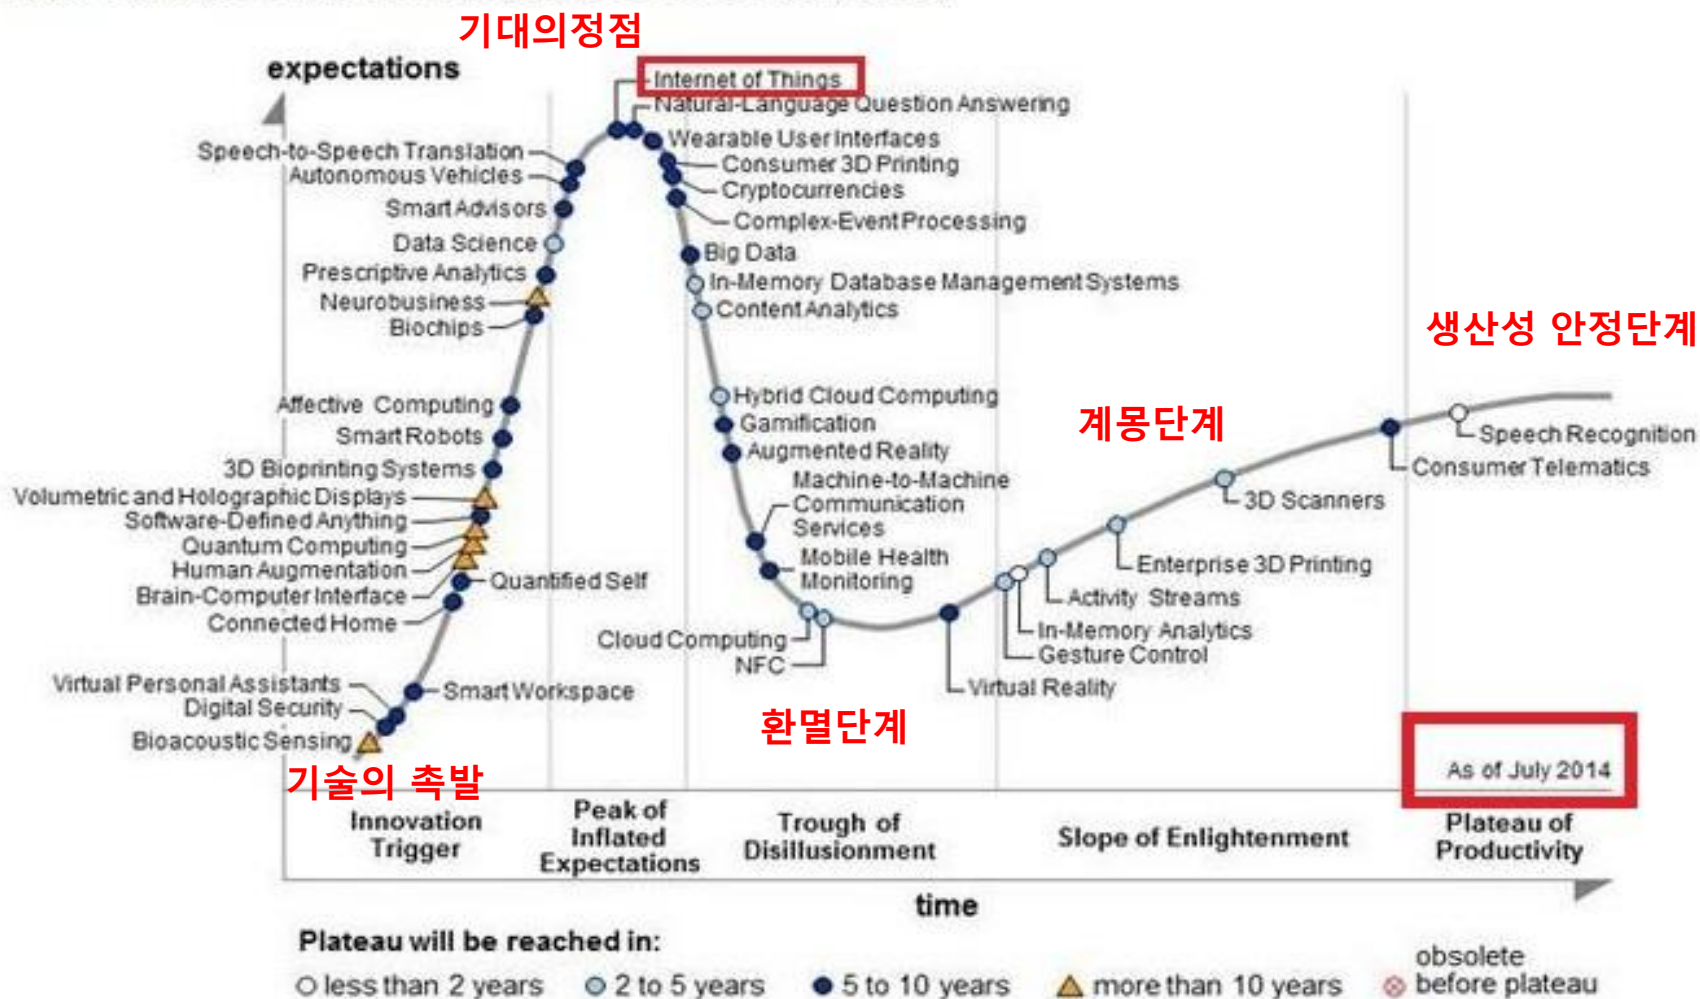 기대의정점
expectations
Internet of Things
Natural-Language Question Answering
Wearable User Interfaces
Consumer 3D Printing
Cryptocurrencies
Complex-Event Processing
Big Data
In-Memory Database Management Systems
Content Analytics
Speech-to-Speech Translation
Autonomous Vehicles
Smart Advisors
Data Science
Prescriptive Analytics
Neurobusiness
Biochips
Affective Computing
Smart Robots
3D Bioprinting Systems
Volumetric and Holographic Displays
Software-Defined Anything
Quantum Computing
Human Augmentation
Brain-Computer Interface
Quantified Self
Connected Home
Virtual Personal Assistants
Smart Workspace
Digital Security
Bioacoustic Sensing
기술의 촉발
Hybrid Cloud Computing
Gamification
Augmented Reality
Machine-to-Machine
Communication
Services
Mobile Health
Monitoring
Cloud Computing
NFC
환멸단계
Virtual Reality
Gesture Control
In-Memory Analytics
Activity Streams
Enterprise 3D Printing
3D Scanners
계몽단계
생산성 안정단계
Speech Recognition
Consumer Telematics
As of July 2014
Innovation
Trigger
Peak of
Inflated
Expectations
Trough of
Disillusionment
Slope of Enlightenment
Plateau of
Productivity
time
Plateau will be reached in:
less than 2 years
2 to 5 years
5 to 10 years
more than 10 years
obsolete
before plateau